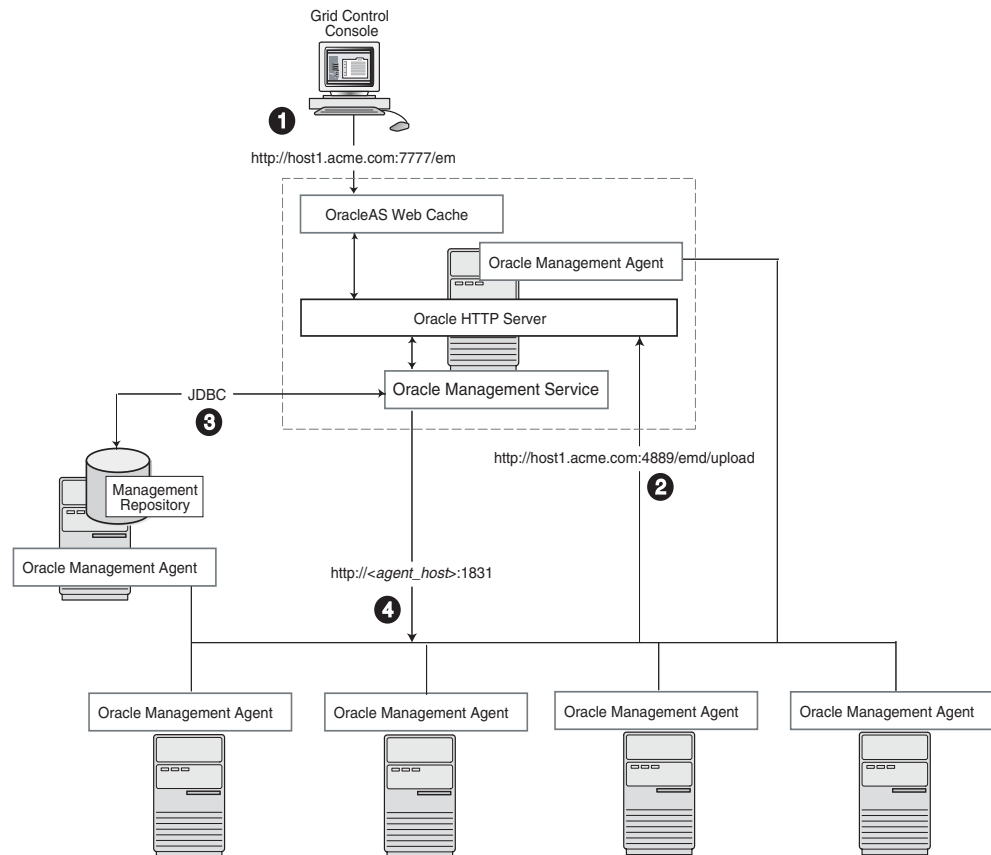 Grid Control
Console
1
http://host1.acme.com:7777/em
OracleAS Web Cache
Oracle Management Agent
Oracle HTTP Server
Oracle Management Service
JDBC
3
http://host1.acme.com:4889/emd/upload
2
Management
Repository
Oracle Management Agent
http://<agent_host>:1831
4
Oracle Management Agent
Oracle Management Agent
Oracle Management Agent
Oracle Management Agent